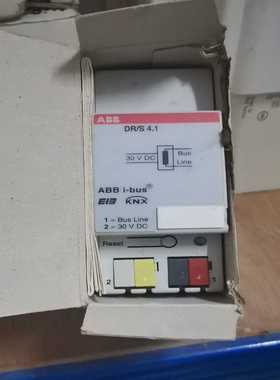 ABB
DR/S 4.1
30 V DC
Bus
Line
ABB i-bus®
EIB KNX
1 = Bus Line
2 = 30 V DC
Reset
2
1